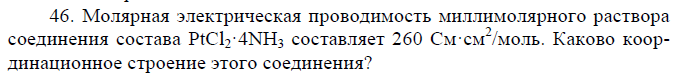 46. Молярная электрическая проводимость миллимолярного раствора
соединения состава PtCl₂·4NH₃ составляет 260 См·см²/моль. Каково коор-
динационное строение этого соединения?